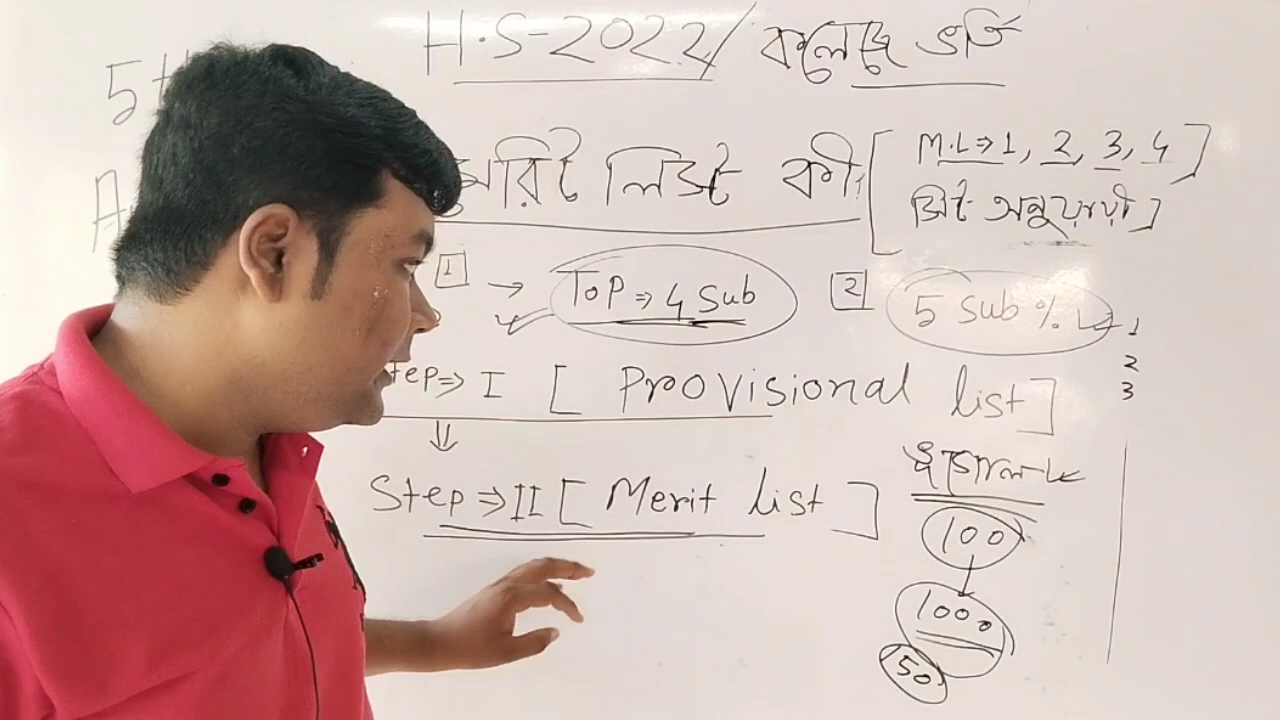 H.S-2022/ কলেজে ভর্তি
5th
মেরিট লিস্ট কী
[M.L⇒1, 2, 3, 4]
সিট অনুযায়ী]
1 → Top ⇒ 4 Sub
2 5 Sub %
1
2
3
Step ⇒ I [Provisional list]
⇓
Step ⇒ II [Merit list]
100
↓
1000
50